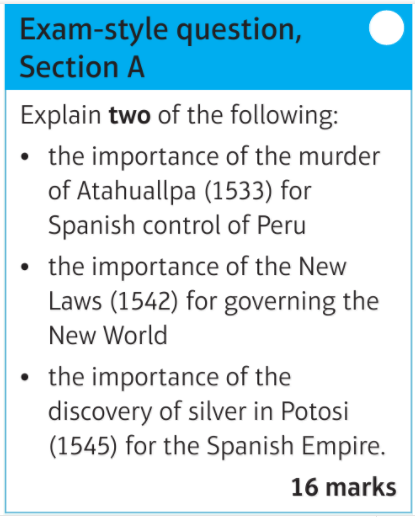 Exam-style question,
Section A
Explain two of the following:
• the importance of the murder
of Atahuallpa (1533) for
Spanish control of Peru
• the importance of the New
Laws (1542) for governing the
New World
• the importance of the
discovery of silver in Potosi
(1545) for the Spanish Empire.
16 marks